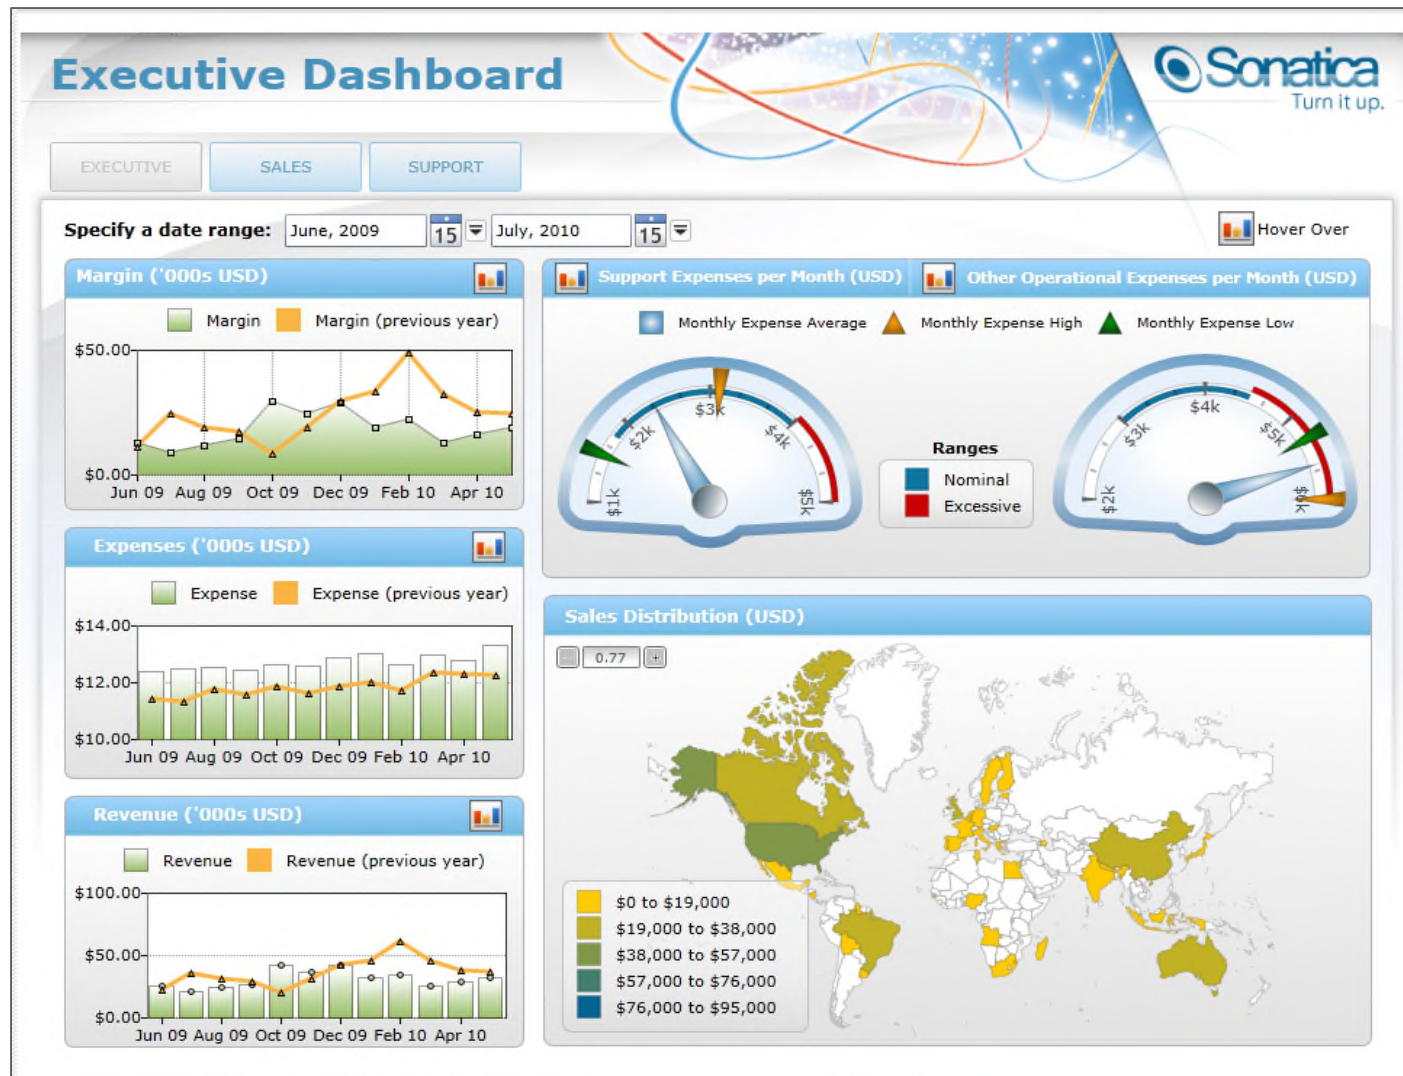 Executive Dashboard
Sonatica
Turn it up.
EXECUTIVE
SALES
SUPPORT
Specify a date range:
June, 2009
15
July, 2010
15
Hover Over
Margin ('000s USD)
Margin
Margin (previous year)
$50.00
$0.00
Jun 09 Aug 09 Oct 09 Dec 09 Feb 10 Apr 10
Expenses ('000s USD)
Expense
Expense (previous year)
$14.00
$12.00
$10.00
Jun 09 Aug 09 Oct 09 Dec 09 Feb 10 Apr 10
Revenue ('000s USD)
Revenue
Revenue (previous year)
$100.00
$50.00
$0.00
Jun 09 Aug 09 Oct 09 Dec 09 Feb 10 Apr 10
Support Expenses per Month (USD)
Other Operational Expenses per Month (USD)
Monthly Expense Average
Monthly Expense High
Monthly Expense Low
$1k
$2k
$3k
$4k
$5k
Ranges
Nominal
Excessive
$2k
$3k
$4k
$5k
$6k
Sales Distribution (USD)
0.77
+
$0 to $19,000
$19,000 to $38,000
$38,000 to $57,000
$57,000 to $76,000
$76,000 to $95,000